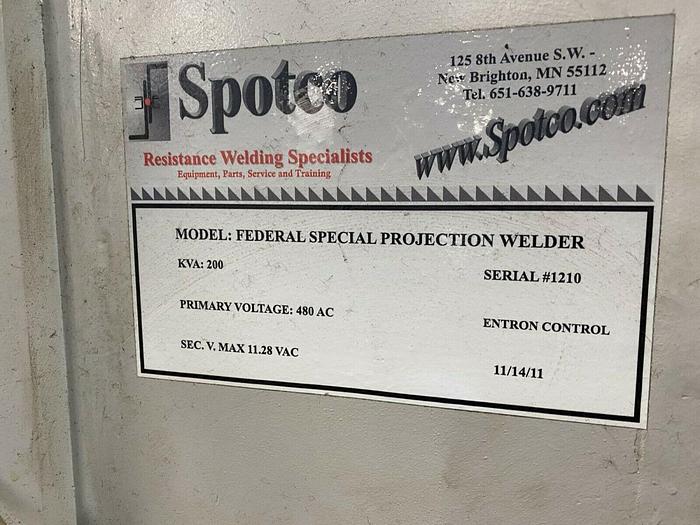 Spotco
125 8th Avenue S.W. -
New Brighton, MN 55112
Tel. 651-638-9711
www.Spotco.com
Resistance Welding Specialists
Equipment, Parts, Service and Training
MODEL: FEDERAL SPECIAL PROJECTION WELDER
KVA: 200
SERIAL #1210
PRIMARY VOLTAGE: 480 AC
ENTRON CONTROL
SEC. V. MAX 11.28 VAC
11/14/11